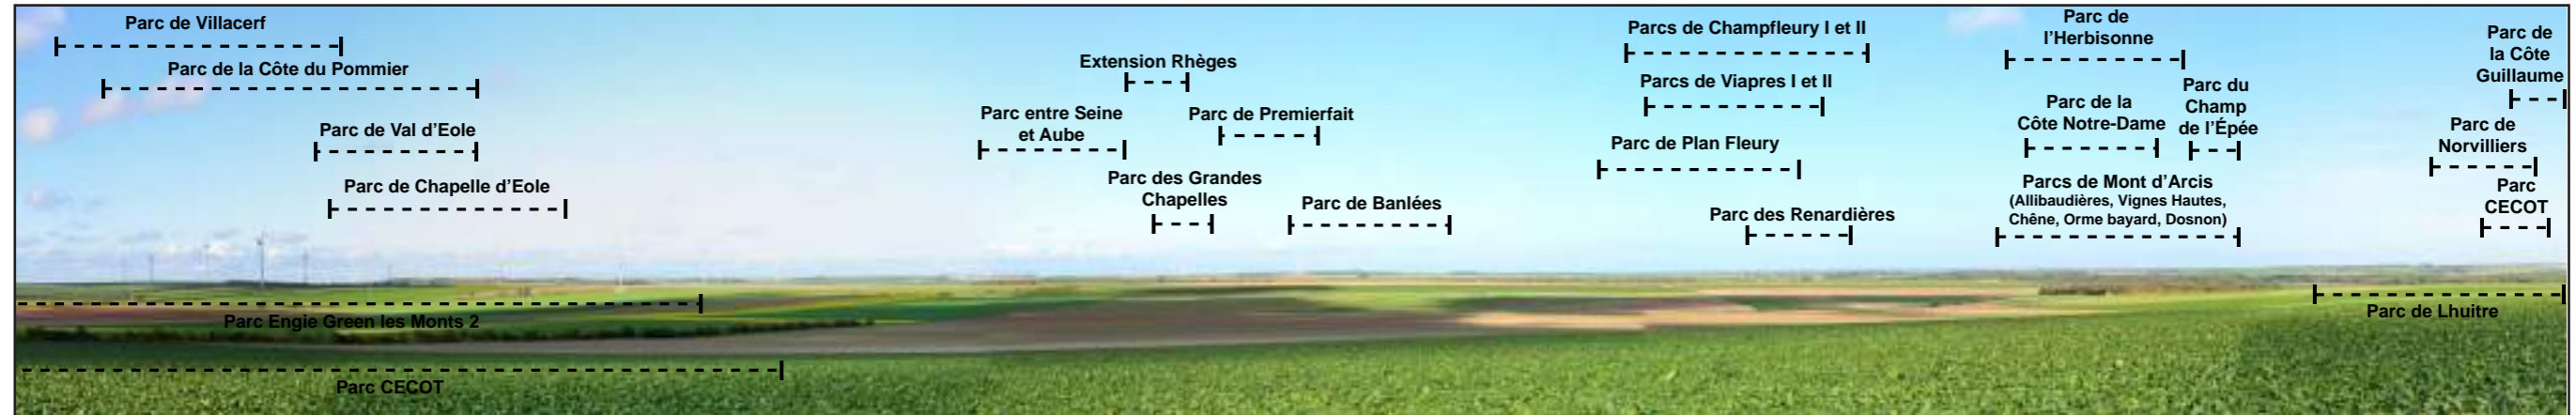 Parc de Villacerf
Parc de la Côte du Pommier
Parc de Val d'Eole
Parc de Chapelle d'Eole
Parc Engie Green les Monts 2
Parc CECOT
Extension Rhèges
Parc entre Seine
et Aube
Parc de Premierfait
Parc des Grandes
Chapelles
Parc de Banlées
Parcs de Champfleury I et II
Parcs de Viapres I et II
Parc de Plan Fleury
Parc des Renardières
Parc de
l'Herbisonne
Parc de la
Côte Notre-Dame
Parc du
Champ
de l'Épée
Parcs de Mont d'Arcis
(Allibaudières, Vignes Hautes,
Chêne, Orme bayard, Dosnon)
Parc de
la Côte
Guillaume
Parc de
Norvilliers
Parc
CECOT
Parc de Lhuitre